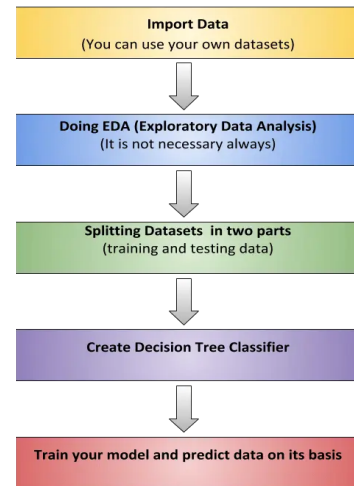 Import Data
(You can use your own datasets)
Doing EDA (Exploratory Data Analysis)
(It is not necessary always)
Splitting Datasets in two parts
(training and testing data)
Create Decision Tree Classifier
Train your model and predict data on its basis